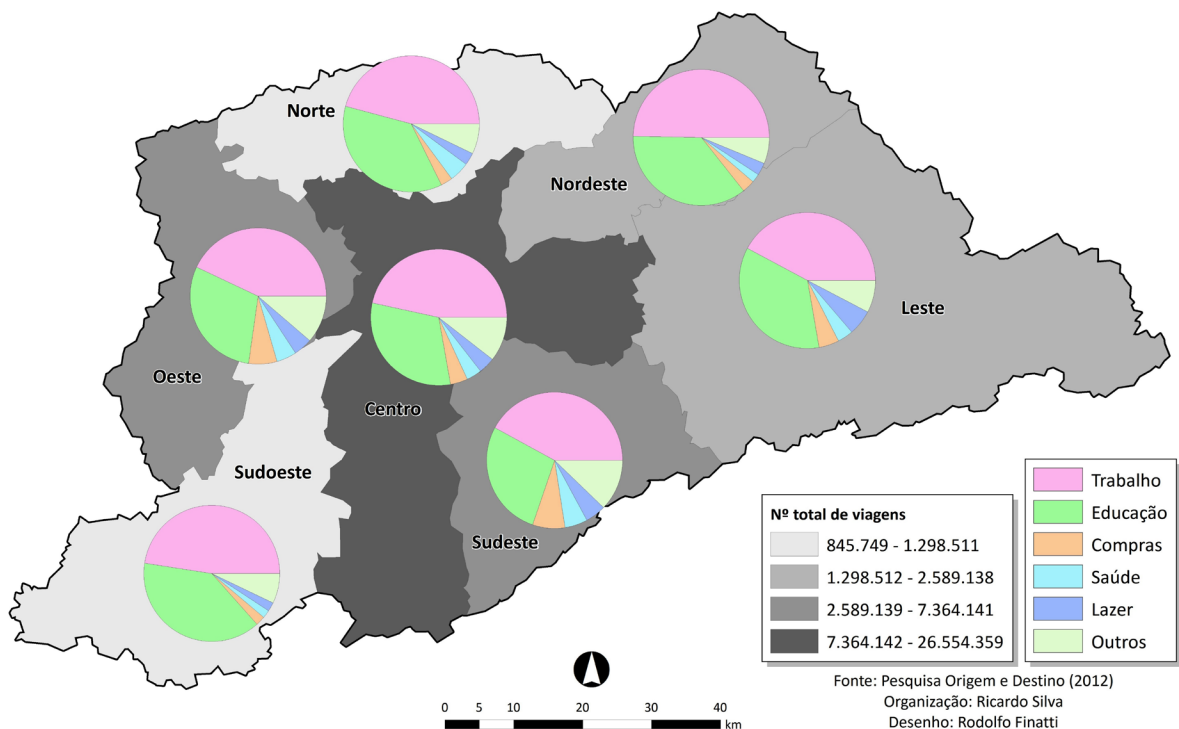 Norte
Nordeste
Leste
Oeste
Centro
Sudoeste
Sudeste
Nº total de viagens
845.749 - 1.298.511
1.298.512 - 2.589.138
2.589.139 - 7.364.141
7.364.142 - 26.554.359
Trabalho
Educação
Compras
Saúde
Lazer
Outros
0 5 10 20 30 40
km
Fonte: Pesquisa Origem e Destino (2012)
Organização: Ricardo Silva
Desenho: Rodolfo Finatti